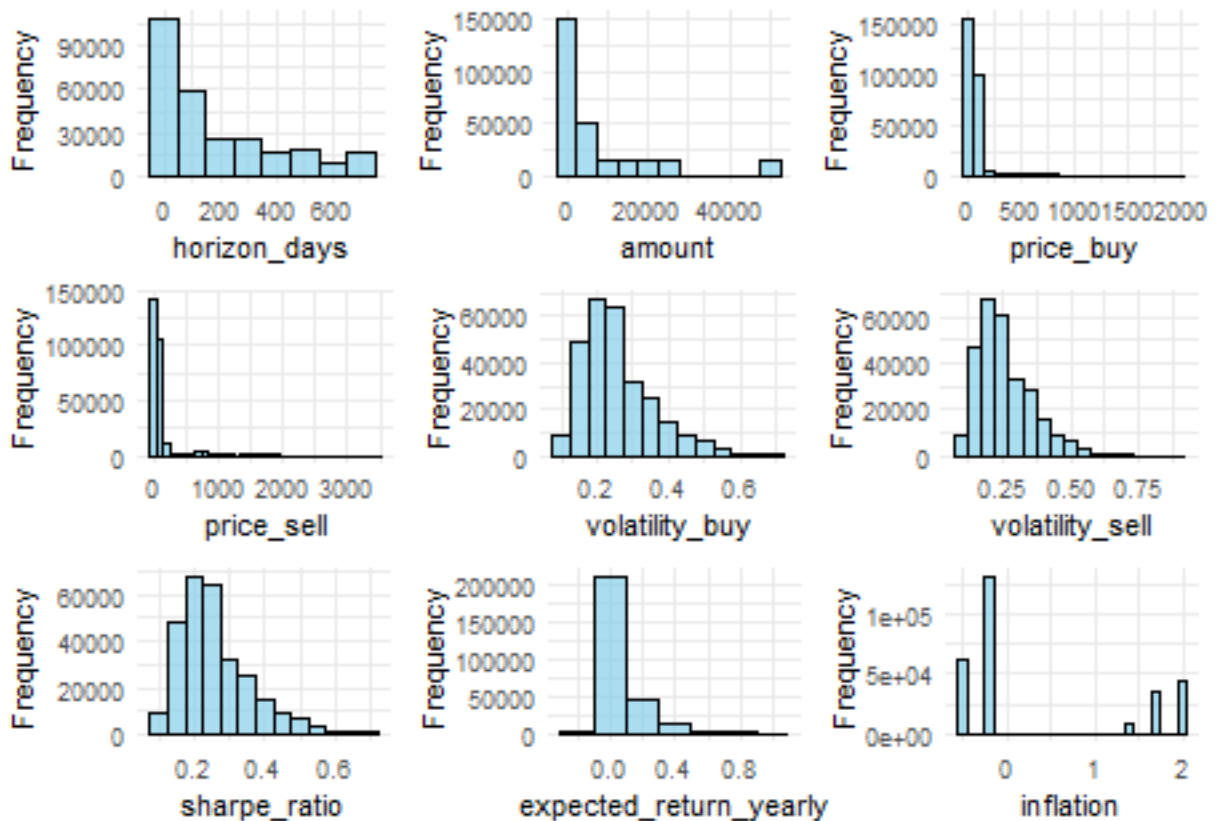 Frequency
90000
60000
30000
0
0 200 400 600
horizon_days
Frequency
150000
100000
50000
0
0 20000 40000
amount
Frequency
150000
100000
50000
0
0 500 1000 1500 2000
price_buy
Frequency
150000
100000
50000
0
0 1000 2000 3000
price_sell
Frequency
60000
40000
20000
0
0.2 0.4 0.6
volatility_buy
Frequency
60000
40000
20000
0
0.25 0.50 0.75
volatility_sell
Frequency
60000
40000
20000
0
0.2 0.4 0.6
sharpe_ratio
Frequency
200000
150000
100000
50000
0
0.0 0.4 0.8
expected_return_yearly
Frequency
1e+05
5e+04
0e+00
0 1 2
inflation